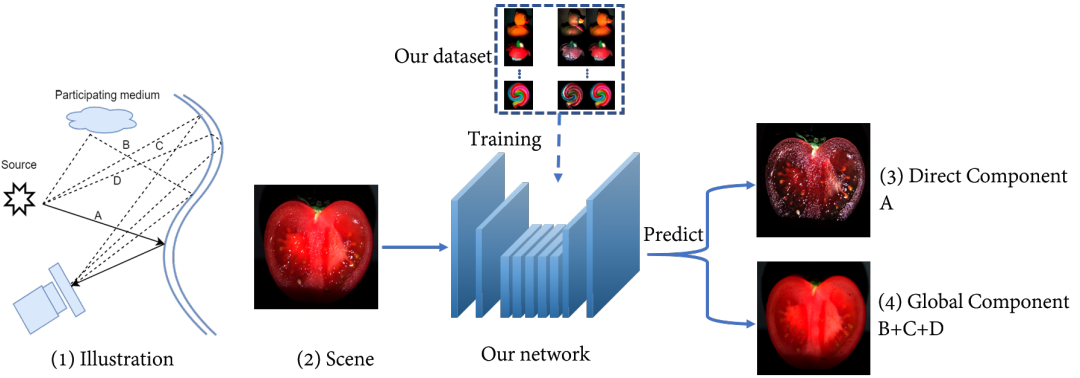 Our dataset
Participating medium
B
C
Source
D
A
Training
(3) Direct Component
A
Predict
(4) Global Component
B+C+D
(1) Illustration
(2) Scene
Our network